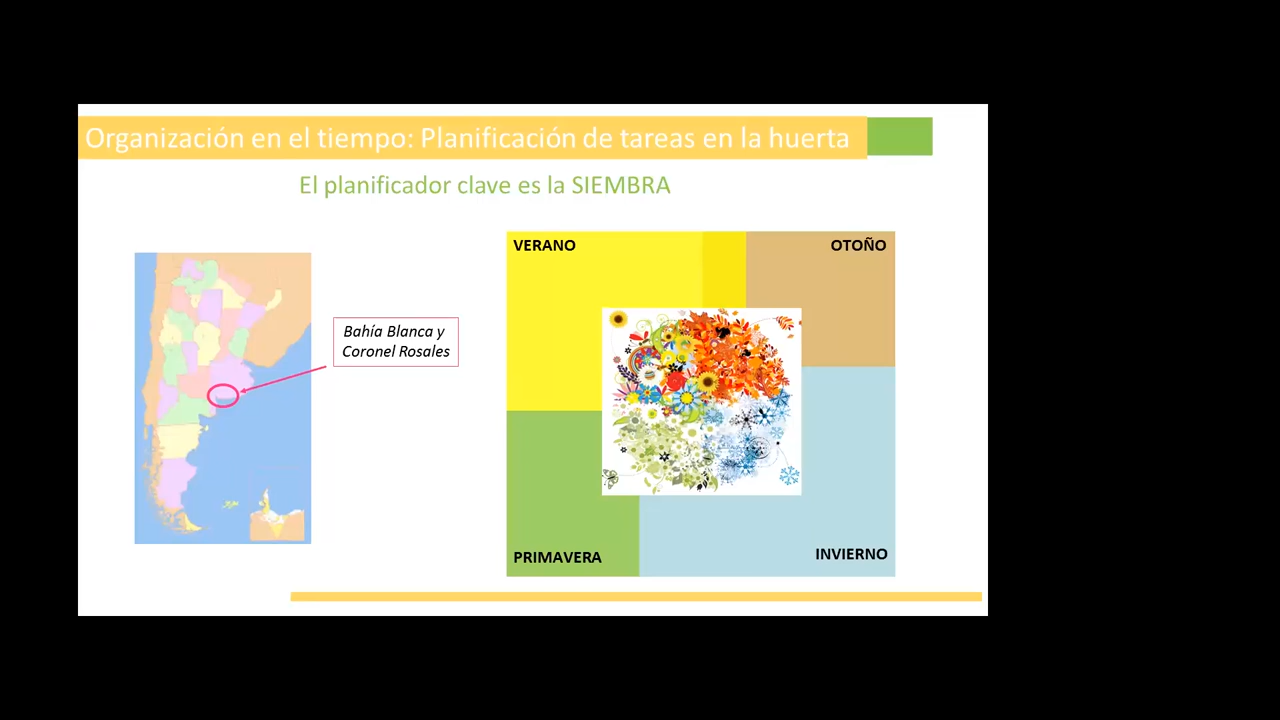 Organización en el tiempo: Planificación de tareas en la huerta
El planificador clave es la SIEMBRA
VERANO
OTOÑO
Bahía Blanca y
Coronel Rosales
PRIMAVERA
INVIERNO